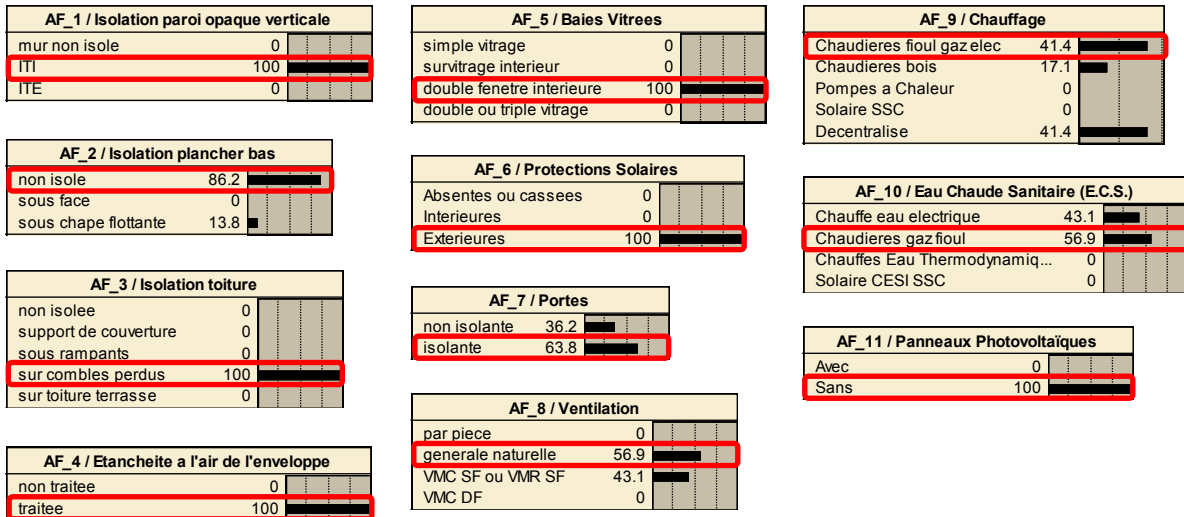 AF_1 / Isolation paroi opaque verticale
mur non isole 0
ITI 100
ITE 0
AF_2 / Isolation plancher bas
non isole 86.2
sous face 0
sous chape flottante 13.8
AF_3 / Isolation toiture
non isolee 0
support de couverture 0
sous rampants 0
sur combles perdus 100
sur toiture terrasse 0
AF_4 / Etancheite a l'air de l'enveloppe
non traitee 0
traitee 100
AF_5 / Baies Vitrees
simple vitrage 0
survitrage interieur 0
double fenetre interieure 100
double ou triple vitrage 0
AF_6 / Protections Solaires
Absentes ou cassees 0
Interieures 0
Exterieures 100
AF_7 / Portes
non isolante 36.2
isolante 63.8
AF_8 / Ventilation
par piece 0
generale naturelle 56.9
VMC SF ou VMR SF 43.1
VMC DF 0
AF_9 / Chauffage
Chaudieres fioul gaz elec 41.4
Chaudieres bois 17.1
Pompes a Chaleur 0
Solaire SSC 0
Decentralise 41.4
AF_10 / Eau Chaude Sanitaire (E.C.S.)
Chauffe eau electrique 43.1
Chaudieres gaz fioul 56.9
Chauffes Eau Thermodynamiq... 0
Solaire CESI SSC 0
AF_11 / Panneaux Photovoltaïques
Avec 0
Sans 100